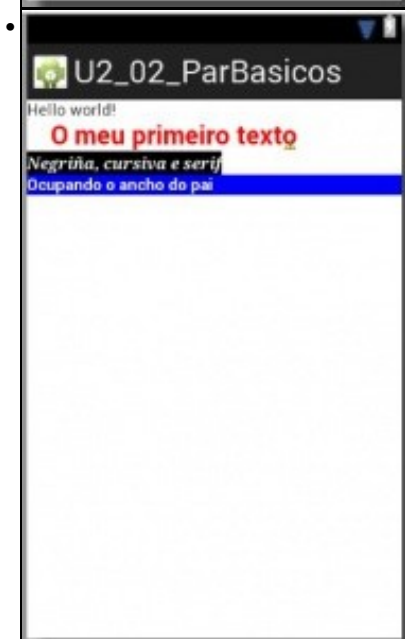 U2_02_ParBasicos
Hello world!
O meu primeiro texto
Negriña, cursiva e serif
Ocupando o ancho do pai